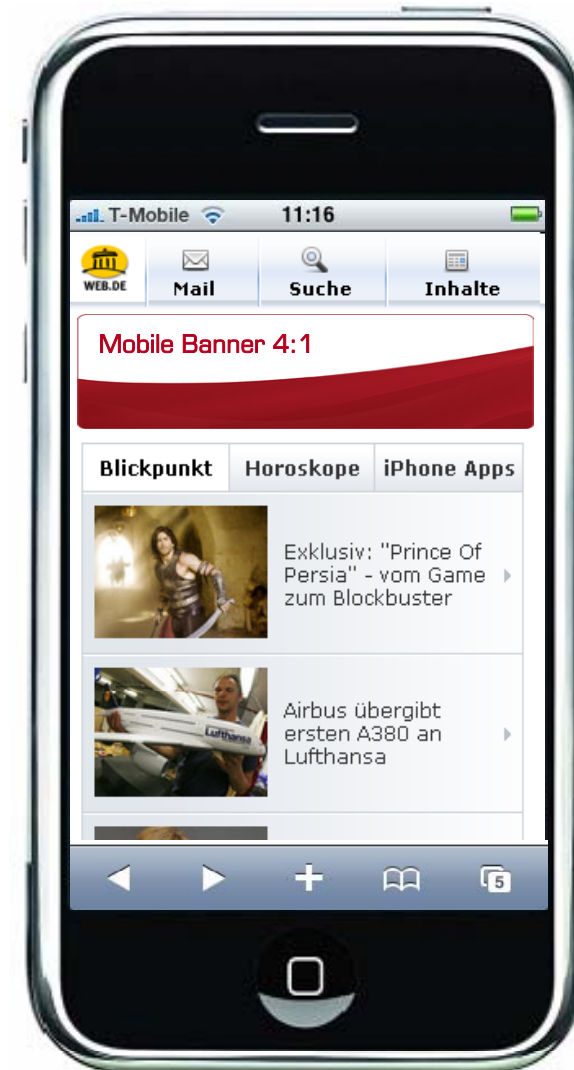 T-Mobile 11:16
WEB.DE Mail Suche Inhalte
Mobile Banner 4:1
Blickpunkt Horoskope iPhone Apps
Exklusiv: "Prince Of
Persia" - vom Game
zum Blockbuster
Lufthansa
Airbus übergibt
ersten A380 an
Lufthansa
5